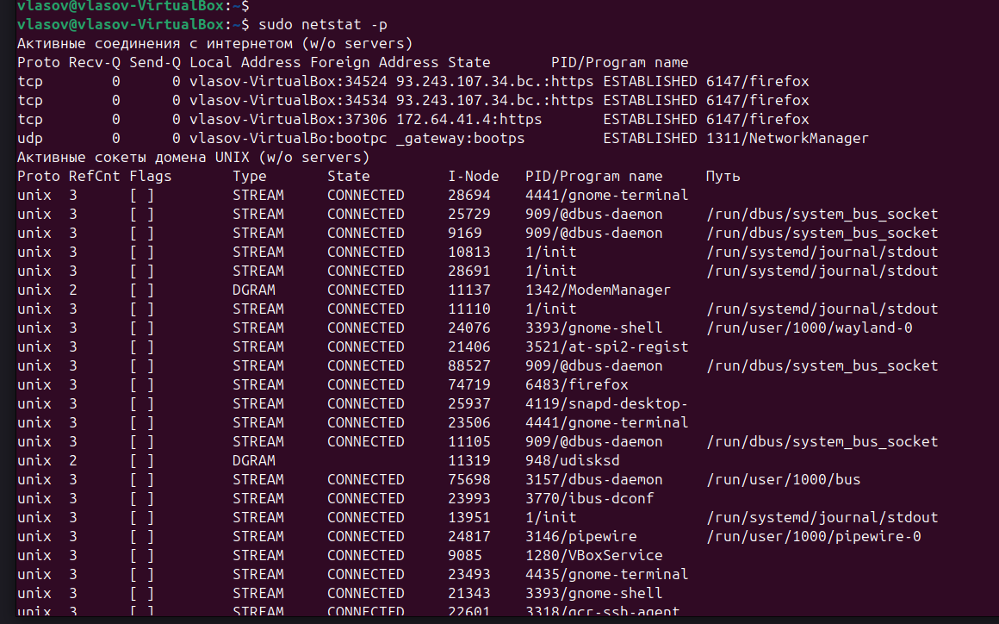 vlasov@vlasov-VirtualBox:~$
vlasov@vlasov-VirtualBox:~$ sudo netstat -p
Активные соединения с интернетом (w/o servers)
Proto Recv-Q Send-Q Local Address Foreign Address State       PID/Program name
tcp        0      0 vlasov-VirtualBox:34524 93.243.107.34.bc.:https ESTABLISHED 6147/firefox
tcp        0      0 vlasov-VirtualBox:34534 93.243.107.34.bc.:https ESTABLISHED 6147/firefox
tcp        0      0 vlasov-VirtualBox:37306 172.64.41.4:https       ESTABLISHED 6147/firefox
udp        0      0 vlasov-VirtualBo:bootpc _gateway:bootps         ESTABLISHED 1311/NetworkManager
Активные сокеты домена UNIX (w/o servers)
Proto RefCnt Flags       Type       State         I-Node   PID/Program name     Путь
unix  3      [ ]         STREAM     CONNECTED     28694    4441/gnome-terminal
unix  3      [ ]         STREAM     CONNECTED     25729    909/@dbus-daemon     /run/dbus/system_bus_socket
unix  3      [ ]         STREAM     CONNECTED     9169     909/@dbus-daemon     /run/dbus/system_bus_socket
unix  3      [ ]         STREAM     CONNECTED     10813    1/init               /run/systemd/journal/stdout
unix  3      [ ]         STREAM     CONNECTED     28691    1/init               /run/systemd/journal/stdout
unix  2      [ ]         DGRAM      CONNECTED     11137    1342/ModemManager
unix  3      [ ]         STREAM     CONNECTED     11110    1/init               /run/systemd/journal/stdout
unix  3      [ ]         STREAM     CONNECTED     24076    3393/gnome-shell     /run/user/1000/wayland-0
unix  3      [ ]         STREAM     CONNECTED     21406    3521/at-spi2-regist
unix  3      [ ]         STREAM     CONNECTED     88527    909/@dbus-daemon     /run/dbus/system_bus_socket
unix  3      [ ]         STREAM     CONNECTED     74719    6483/firefox
unix  3      [ ]         STREAM     CONNECTED     25937    4119/snapd-desktop-
unix  3      [ ]         STREAM     CONNECTED     23506    4441/gnome-terminal
unix  3      [ ]         STREAM     CONNECTED     11105    909/@dbus-daemon     /run/dbus/system_bus_socket
unix  2      [ ]         DGRAM                    11319    948/udisksd
unix  3      [ ]         STREAM     CONNECTED     75698    3157/dbus-daemon     /run/user/1000/bus
unix  3      [ ]         STREAM     CONNECTED     23993    3770/ibus-dconf
unix  3      [ ]         STREAM     CONNECTED     13951    1/init               /run/systemd/journal/stdout
unix  3      [ ]         STREAM     CONNECTED     24817    3146/pipewire        /run/user/1000/pipewire-0
unix  3      [ ]         STREAM     CONNECTED     9085     1280/VBoxService
unix  3      [ ]         STREAM     CONNECTED     23493    4435/gnome-terminal
unix  3      [ ]         STREAM     CONNECTED     21343    3393/gnome-shell
unix  3      [ ]         STREAM     CONNECTED     22601    3318/gcr-ssh-agent